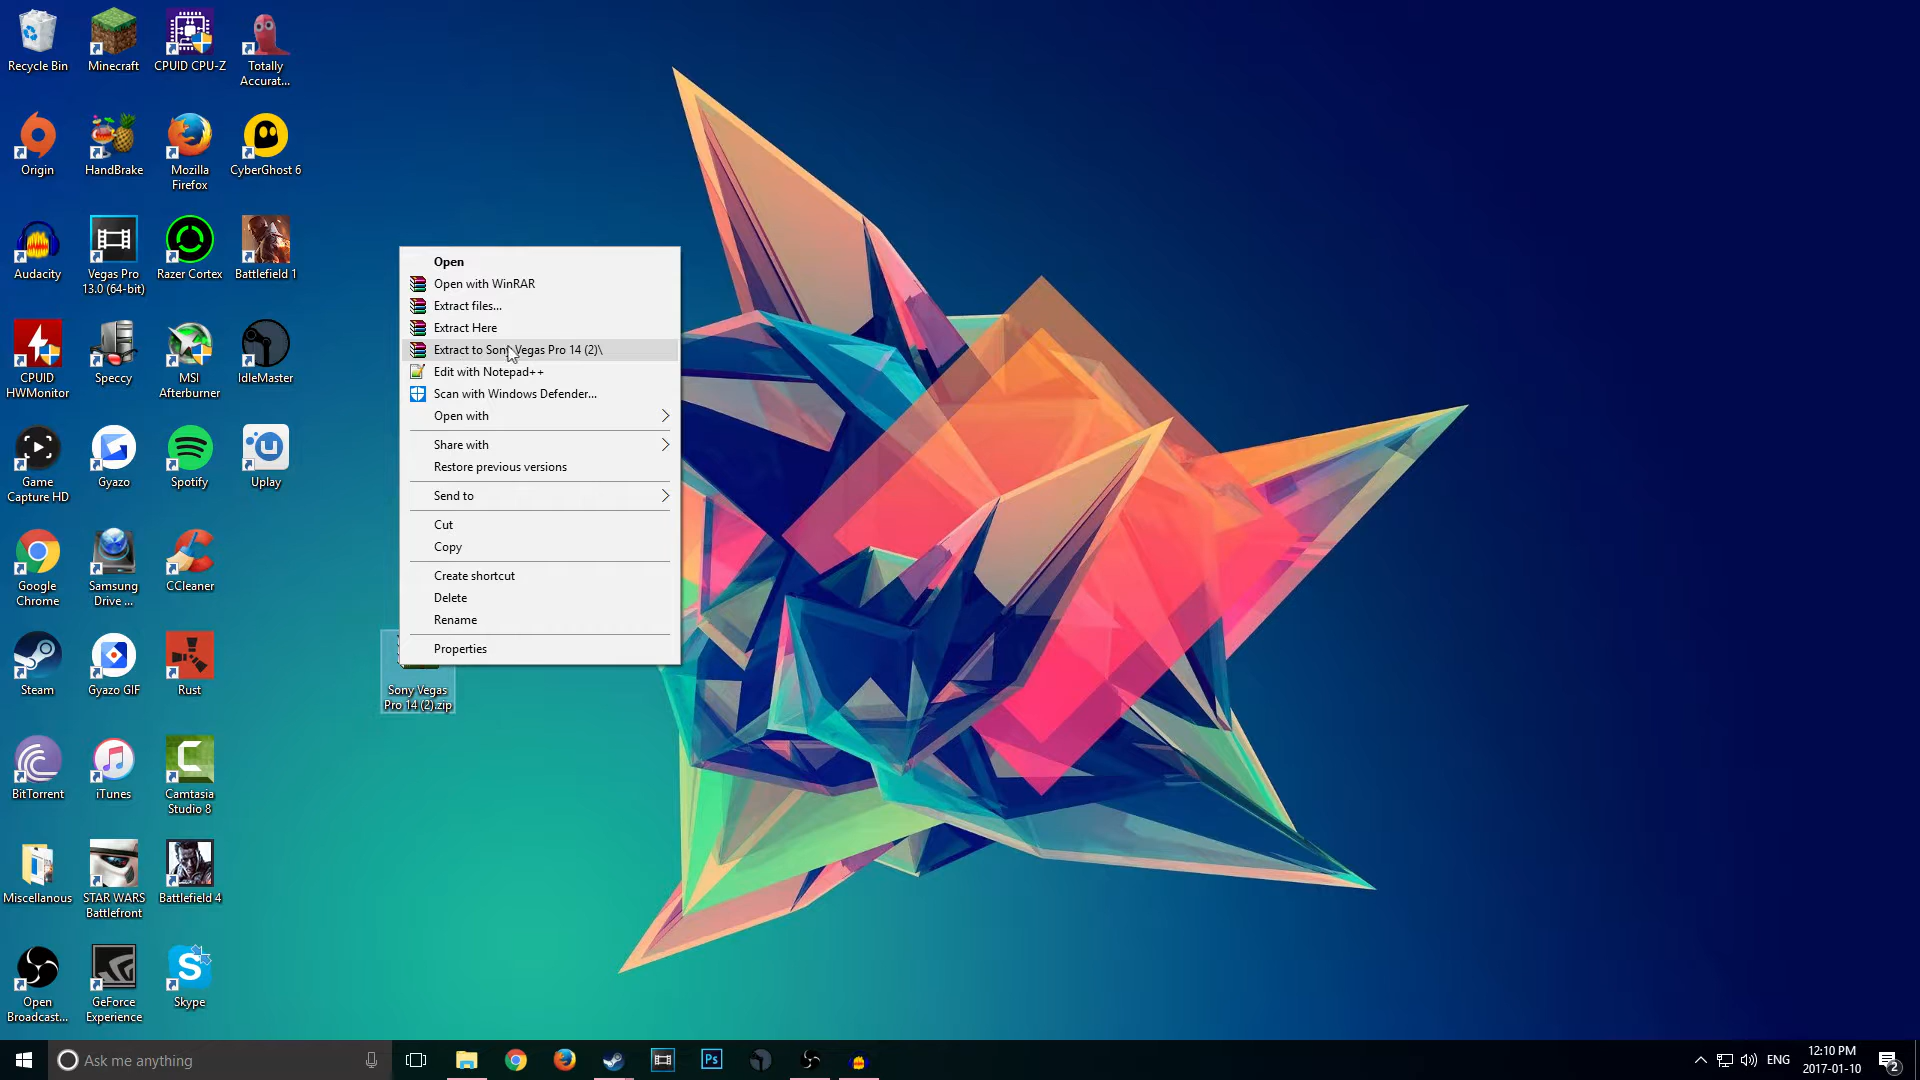 Recycle Bin
Minecraft
CPUID CPU-Z
Totally
Accurat...
Origin
HandBrake
Mozilla
Firefox
CyberGhost 6
Audacity
Vegas Pro
13.0 (64-bit)
Razer Cortex
Battlefield 1
CPUID
HWMonitor
Speccy
MSI
Afterburner
IdleMaster
Game
Capture HD
Gyazo
Spotify
Uplay
Google
Chrome
Samsung
Drive ...
CCleaner
Steam
Gyazo GIF
Rust
BitTorrent
iTunes
Camtasia
Studio 8
Miscellanous
STAR WARS
Battlefront
Battlefield 4
Open
Broadcast...
GeForce
Experience
Skype
Open
Open with WinRAR
Extract files...
Extract Here
Extract to Sony Vegas Pro 14 (2)\
Edit with Notepad++
Scan with Windows Defender...
Open with
Share with
Restore previous versions
Send to
Cut
Copy
Create shortcut
Delete
Rename
Properties
Sony Vegas
Pro 14 (2).zip
Ask me anything
Ps
ENG
12:10 PM
2017-01-10
2